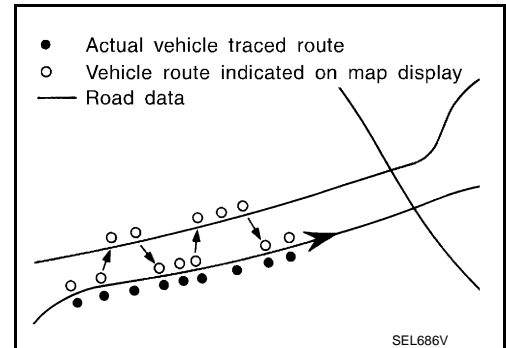 Actual vehicle traced route
Vehicle route indicated on map display
Road data
SEL686V